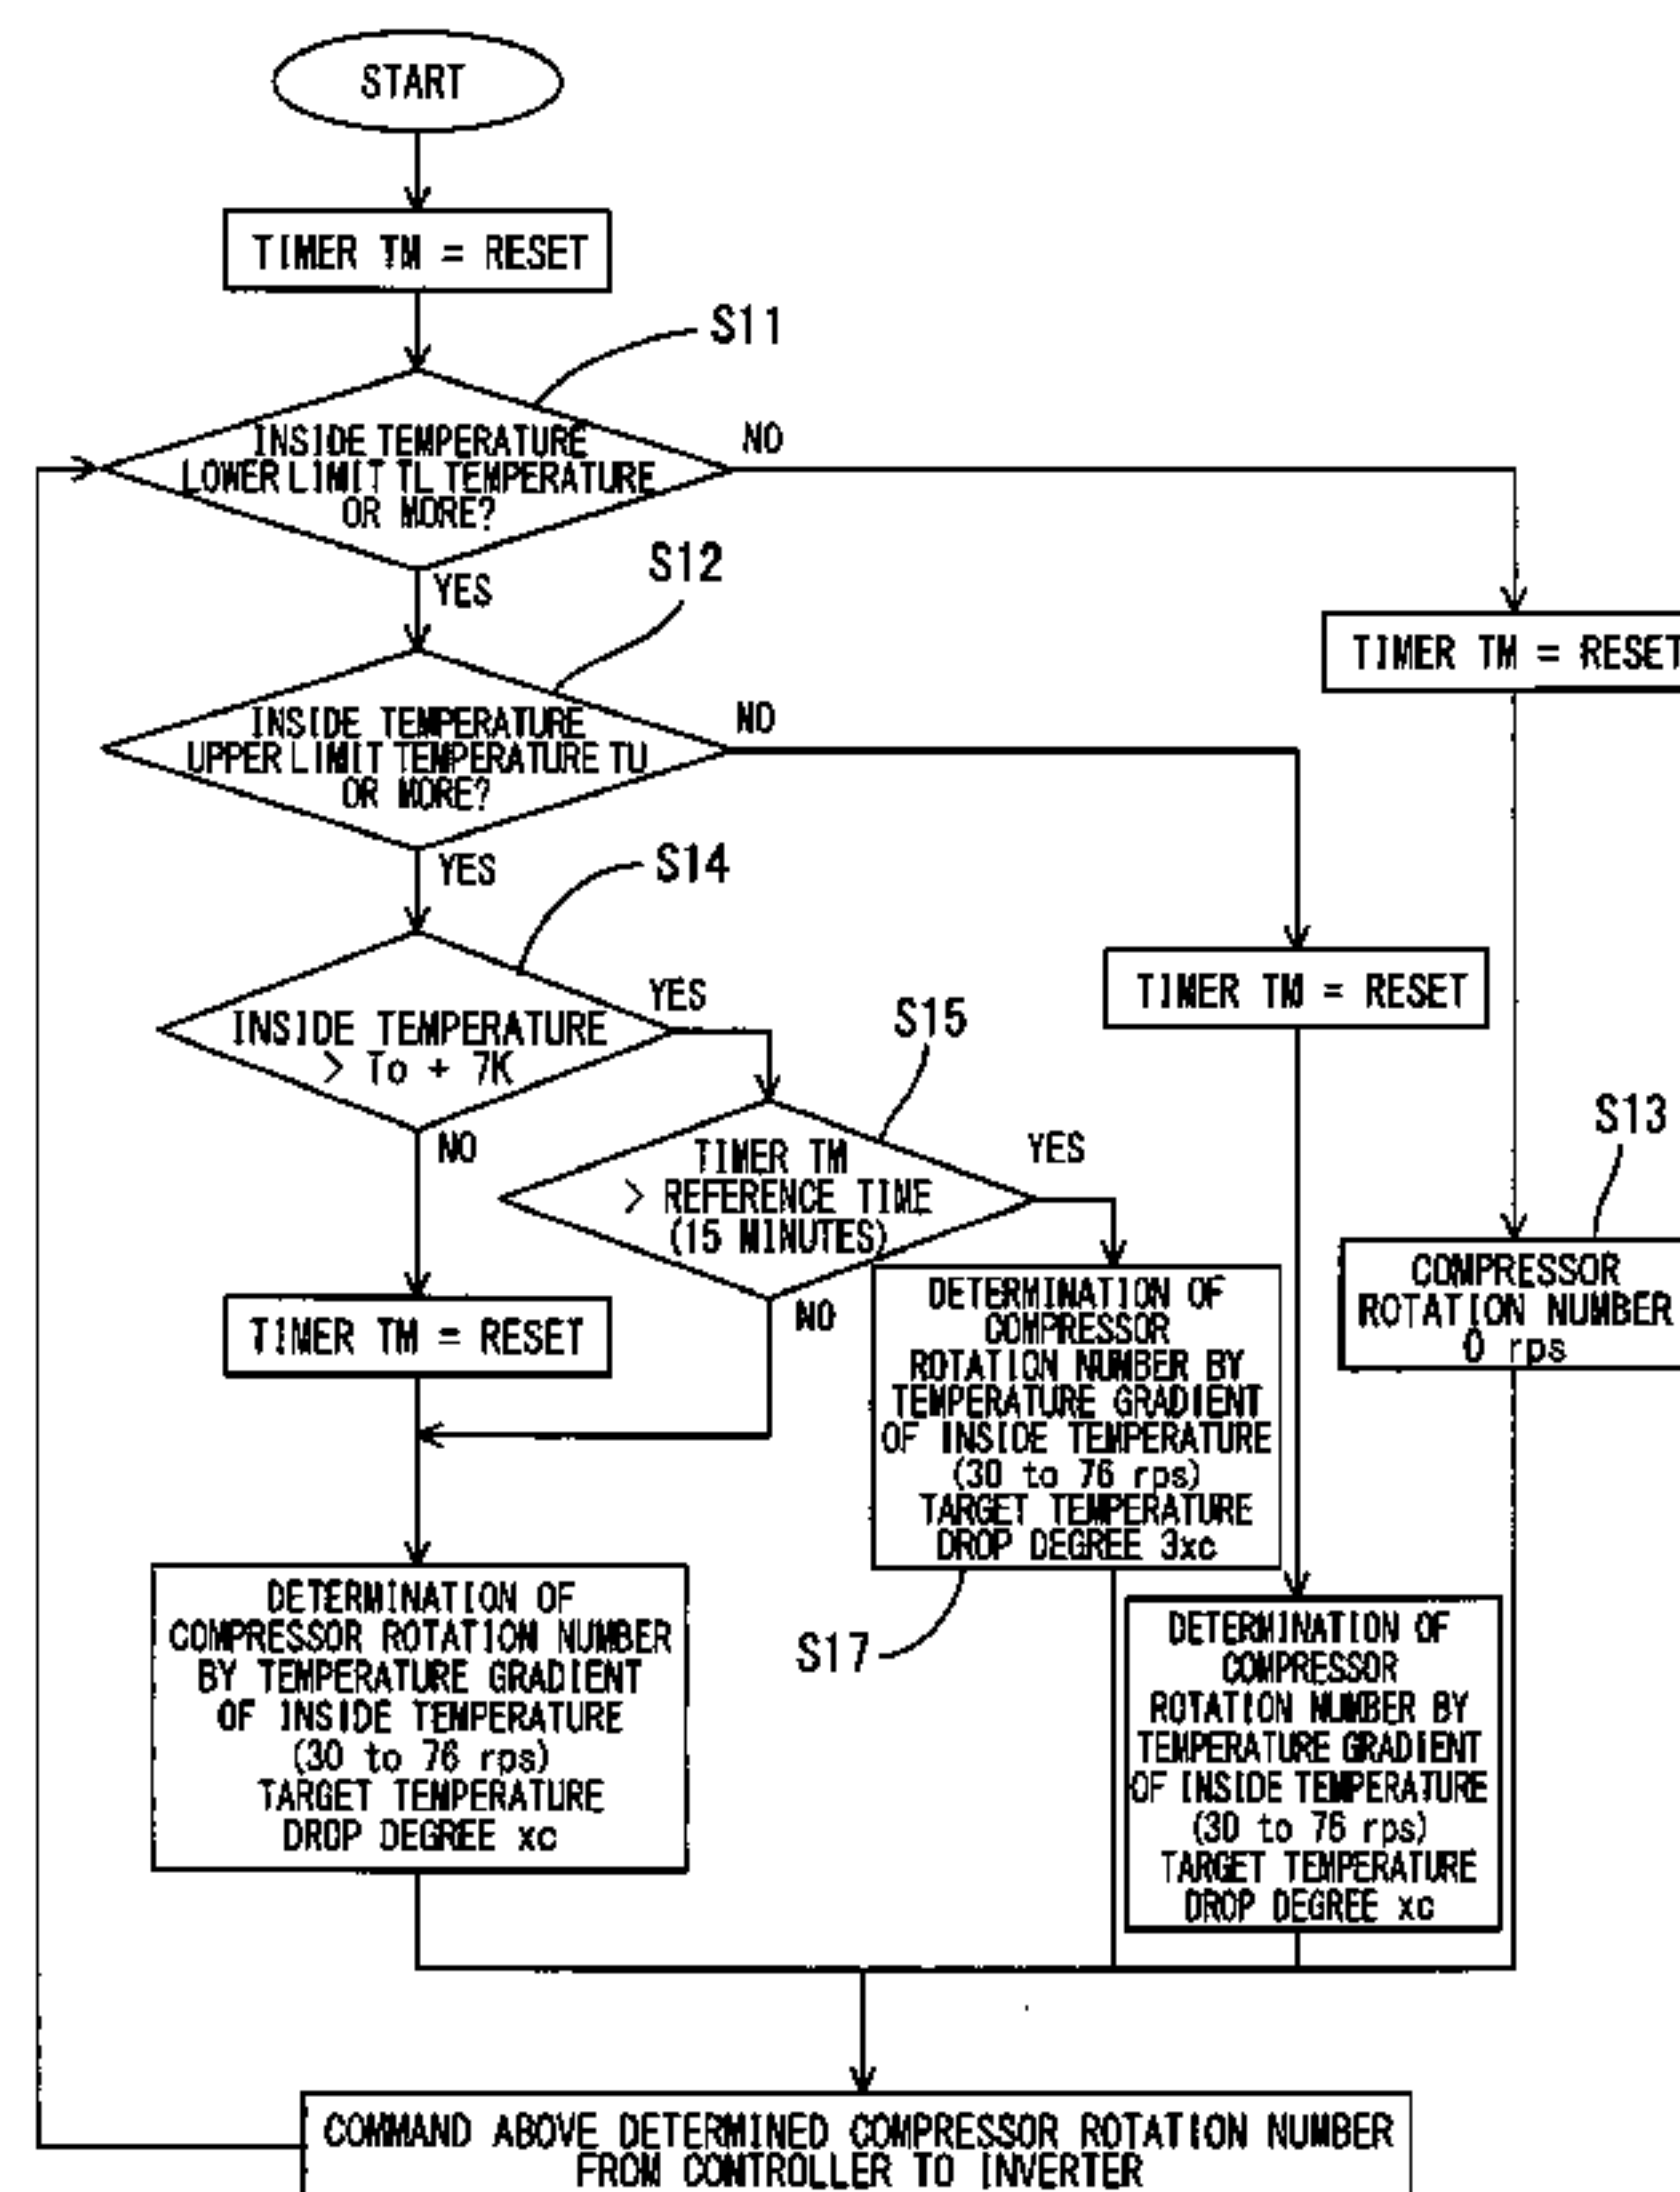 START
TIMER TM = RESET
S11
INSIDE TEMPERATURE
LOWER LIMIT TL TEMPERATURE
OR MORE?
NO
YES
S12
INSIDE TEMPERATURE
UPPER LIMIT TEMPERATURE TU
OR MORE?
NO
YES
TIMER TM = RESET
S14
INSIDE TEMPERATURE
> To + 7K
YES
NO
TIMER TM = RESET
S15
TIMER TM
> REFERENCE TIME
(15 MINUTES)
YES
NO
S13
COMPRESSOR
ROTATION NUMBER
0 rps
TIMER TM = RESET
DETERMINATION OF
COMPRESSOR
ROTATION NUMBER BY
TEMPERATURE GRADIENT
OF INSIDE TEMPERATURE
(30 to 76 rps)
TARGET TEMPERATURE
DROP DEGREE 3xc
S17
DETERMINATION OF
COMPRESSOR ROTATION NUMBER
BY TEMPERATURE GRADIENT
OF INSIDE TEMPERATURE
(30 to 76 rps)
TARGET TEMPERATURE
DROP DEGREE xc
DETERMINATION OF
COMPRESSOR
ROTATION NUMBER BY
TEMPERATURE GRADIENT
OF INSIDE TEMPERATURE
(30 to 76 rps)
TARGET TEMPERATURE
DROP DEGREE xc
COMMAND ABOVE DETERMINED COMPRESSOR ROTATION NUMBER
FROM CONTROLLER TO INVERTER